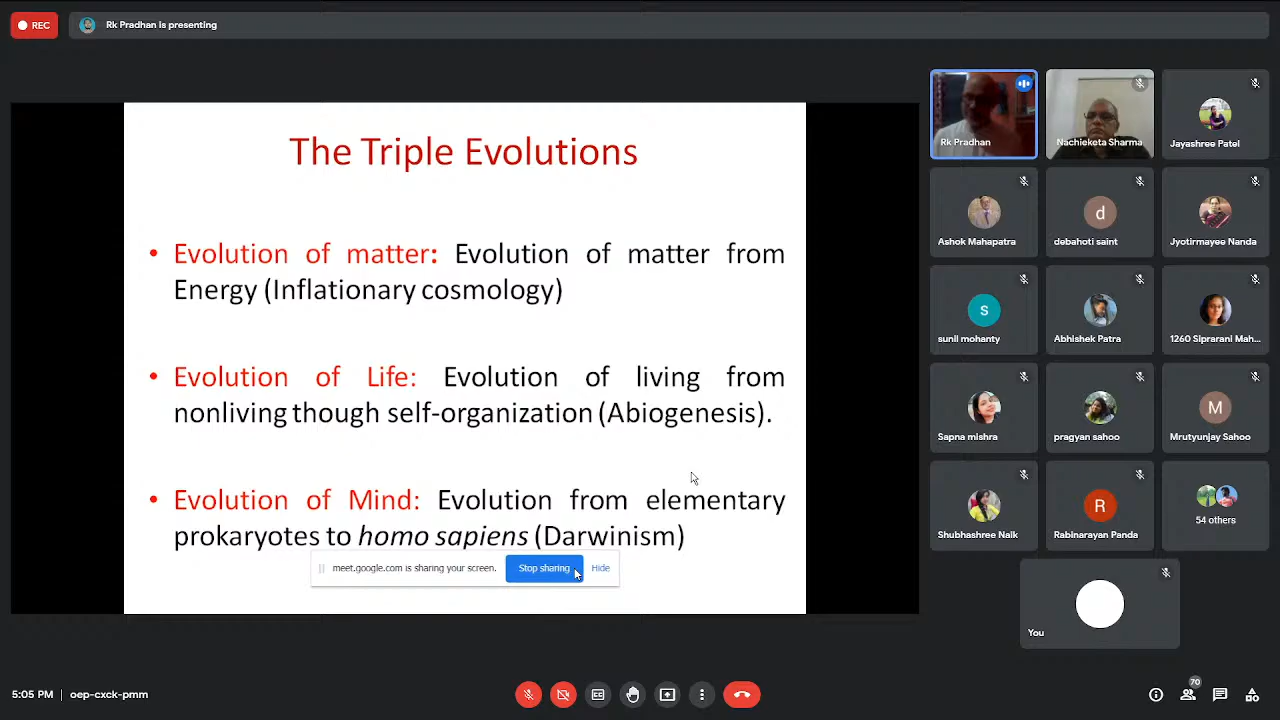 REC
Rk Pradhan is presenting
The Triple Evolutions
• Evolution of matter: Evolution of matter from
Energy (Inflationary cosmology)
• Evolution of Life: Evolution of living from
nonliving though self-organization (Abiogenesis).
• Evolution of Mind: Evolution from elementary
prokaryotes to homo sapiens (Darwinism)
meet.google.com is sharing your screen.
Stop sharing
Hide
Rk Pradhan
Nachieketa Sharma
Jayashree Patel
Ashok Mahapatra
d
debahoti saint
Jyotirmayee Nanda
s
sunil mohanty
Abhishek Patra
1260 Siprarani Mah...
Sapna mishra
pragyan sahoo
M
Mrutyunjay Sahoo
Shubhashree Naik
R
Rabinarayan Panda
54 others
You
5:05 PM | oep-cxck-pmm
70